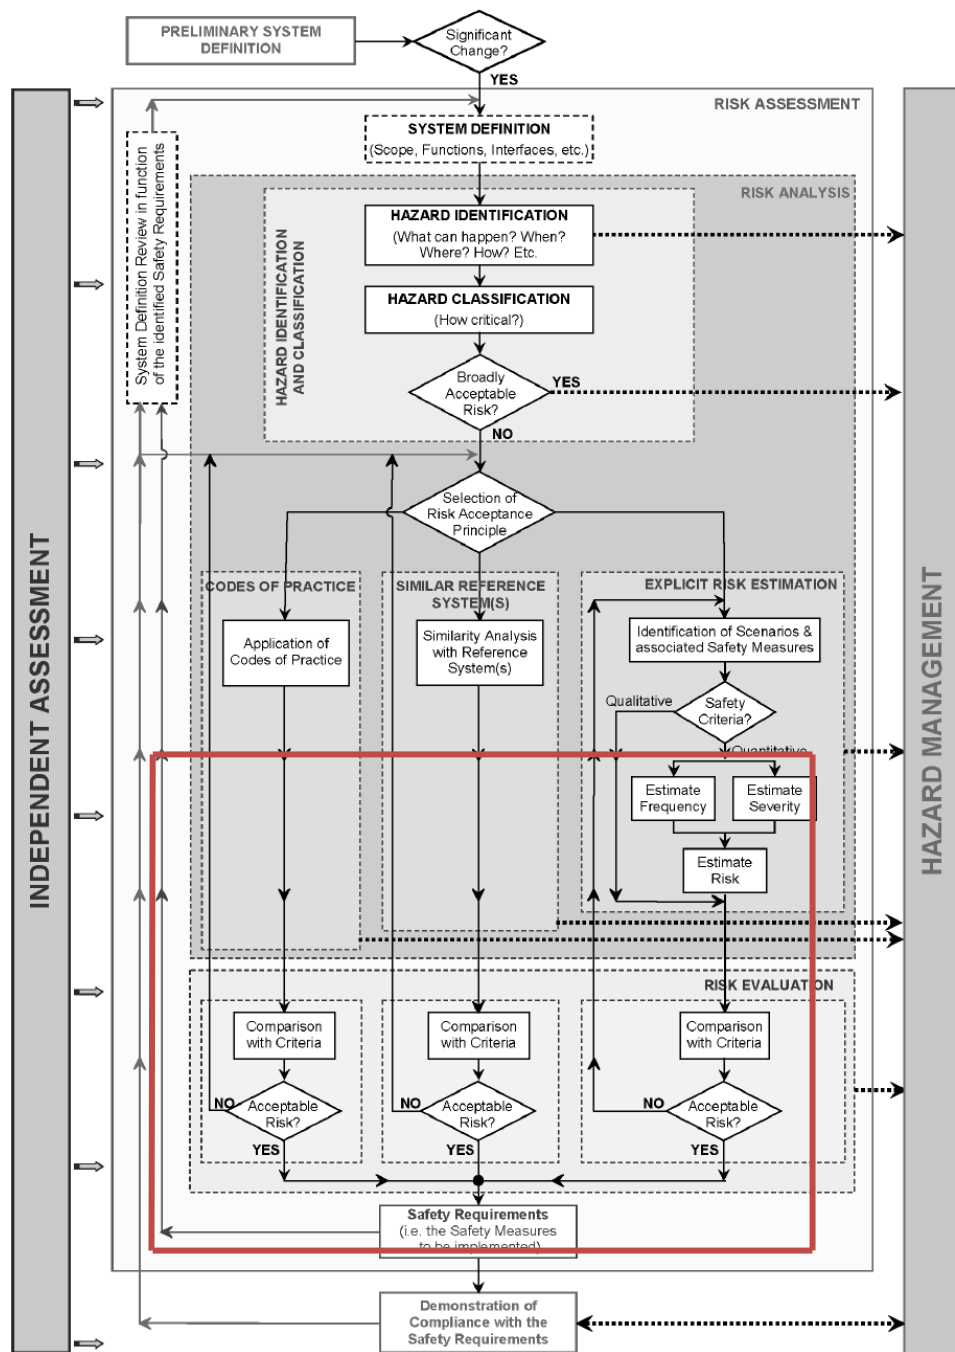 PRELIMINARY SYSTEM
DEFINITION
Significant
Change?
YES
RISK ASSESSMENT
INDEPENDENT ASSESSMENT
HAZARD MANAGEMENT
System Definition Review in function
of the identified Safety Requirements
SYSTEM DEFINITION
(Scope, Functions, Interfaces, etc.)
RISK ANALYSIS
HAZARD IDENTIFICATION
AND CLASSIFICATION
HAZARD IDENTIFICATION
(What can happen? When?
Where? How? Etc.
HAZARD CLASSIFICATION
(How critical?)
Broadly
Acceptable
Risk?
YES
NO
Selection of
Risk Acceptance
Principle
CODES OF PRACTICE
SIMILAR REFERENCE
SYSTEM(S)
EXPLICIT RISK ESTIMATION
Application of
Codes of Practice
Similarity Analysis
with Reference
System(s)
Identification of Scenarios &
associated Safety Measures
Qualitative
Safety
Criteria?
Quantitative
Estimate
Frequency
Estimate
Severity
Estimate
Risk
RISK EVALUATION
Comparison
with Criteria
Comparison
with Criteria
Comparison
with Criteria
NO
Acceptable
Risk?
YES
NO
Acceptable
Risk?
YES
NO
Acceptable
Risk?
YES
Safety Requirements
(i.e. the Safety Measures
to be implemented)
Demonstration of
Compliance with the
Safety Requirements